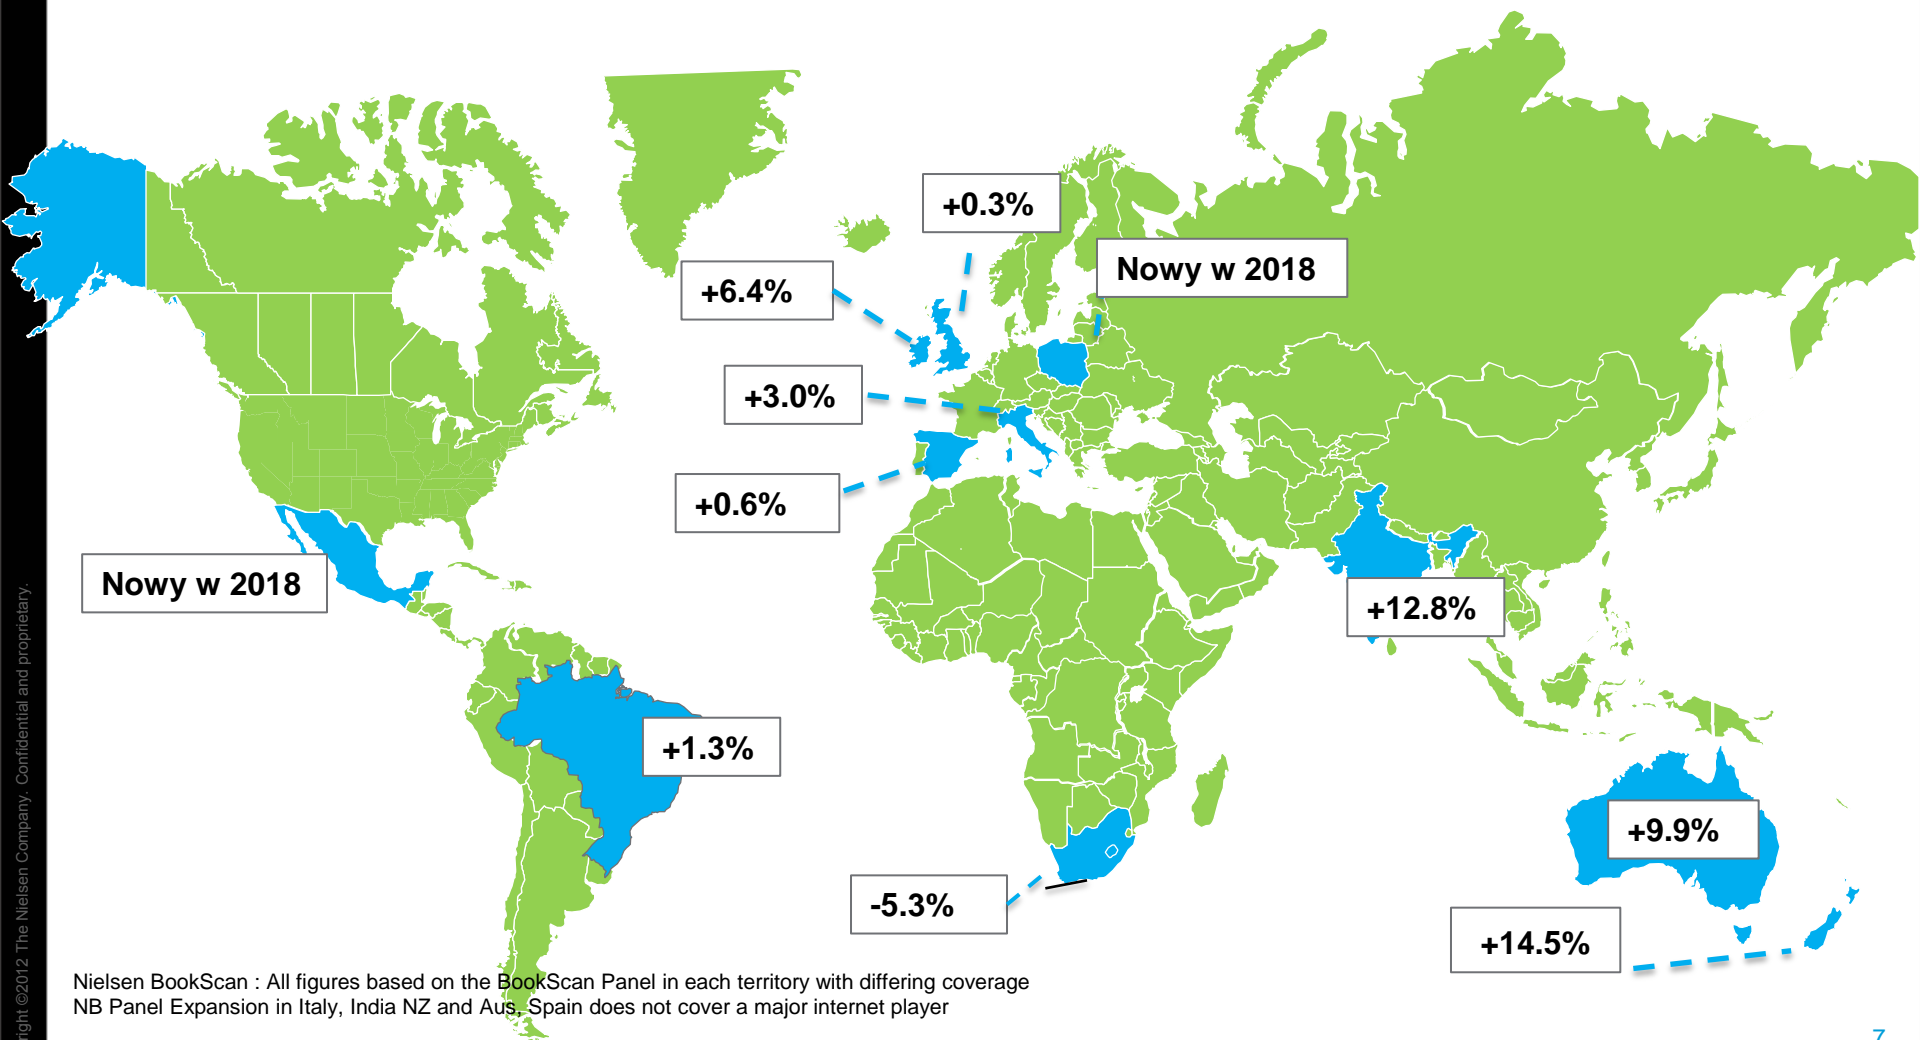 +0.3%
Nowy w 2018
+6.4%
+3.0%
+0.6%
Nowy w 2018
+12.8%
+1.3%
+9.9%
-5.3%
+14.5%
Nielsen BookScan : All figures based on the BookScan Panel in each territory with differing coverage
NB Panel Expansion in Italy, India NZ and Aus, Spain does not cover a major internet player
right ©2012 The Nielsen Company. Confidential and proprietary.
7